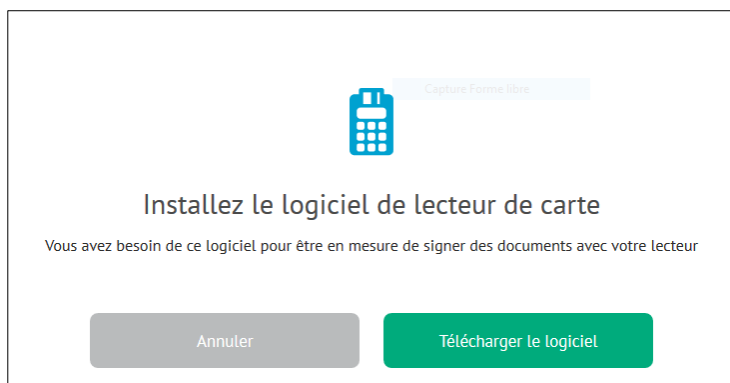 Capture Forme libre
Installez le logiciel de lecteur de carte
Vous avez besoin de ce logiciel pour être en mesure de signer des documents avec votre lecteur
Annuler
Télécharger le logiciel